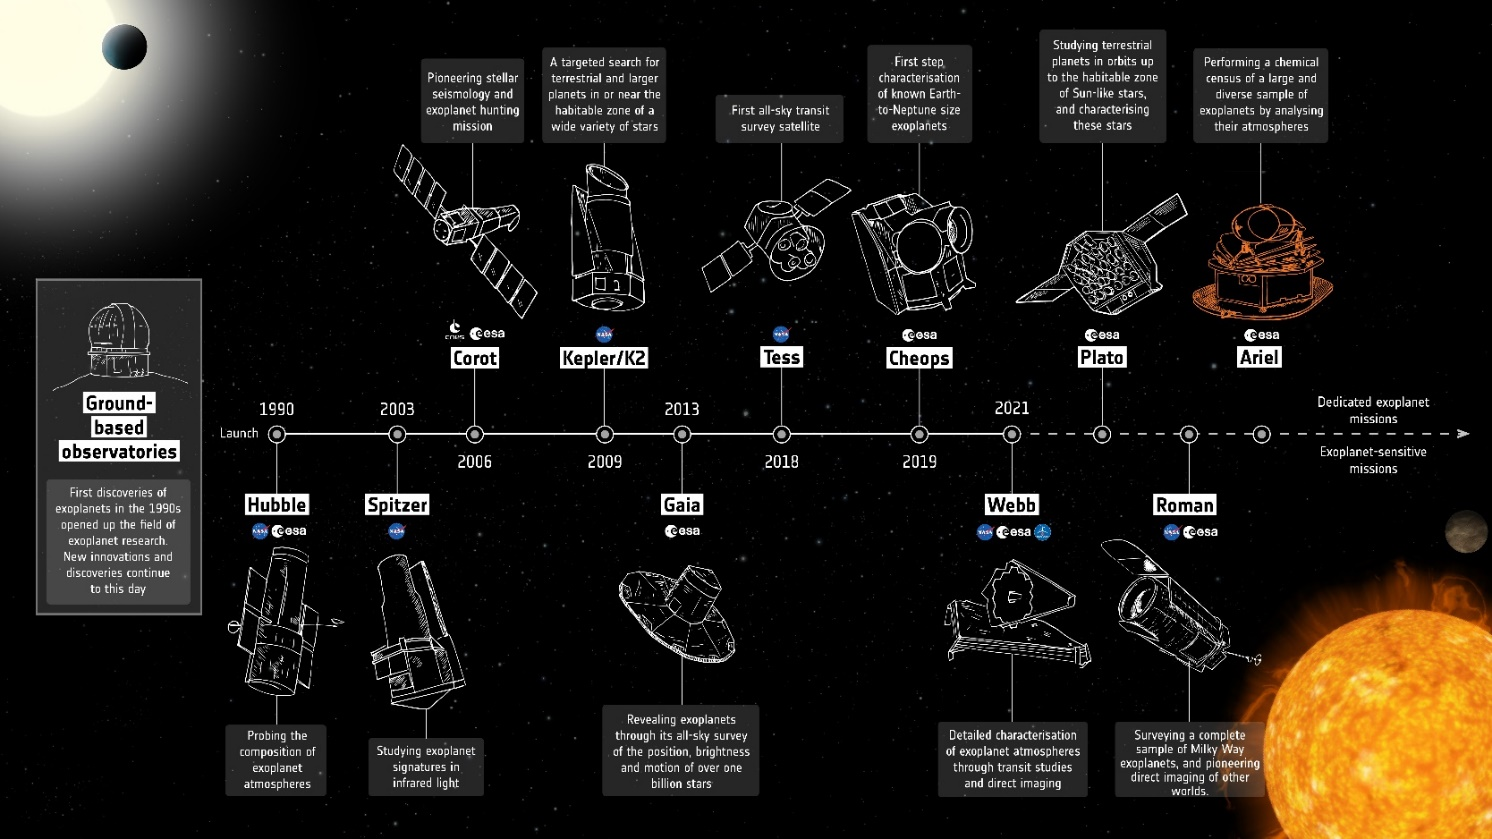 Pioneering stellar
seismology and
exoplanet hunting
mission
A targeted search for
terrestrial and larger
planets in or near the
habitable zone of a
wide variety of stars
First all-sky transit
survey satellite
First step
characterisation
of known Earth-
to-Neptune size
exoplanets
Studying terrestrial
planets in orbits up
to the habitable zone
of Sun-like stars,
and characterising
these stars
Performing a chemical
census of a large and
diverse sample of
exoplanets by analysing
their atmospheres
cnes esa
Corot
NASA
Kepler/K2
NASA
Tess
esa
Cheops
esa
Plato
esa
Ariel
Ground-
based
observatories
First discoveries of
exoplanets in the 1990s
opened up the field of
exoplanet research.
New innovations and
discoveries continue
to this day
Launch
1990
2003
2006
2009
2013
2018
2019
2021
Dedicated exoplanet
missions
Exoplanet-sensitive
missions
Hubble
NASA esa
Spitzer
NASA
Gaia
esa
Webb
NASA esa
Roman
NASA esa
Probing the
composition of
exoplanet
atmospheres
Studying exoplanet
signatures in
infrared light
Revealing exoplanets
through its all-sky survey
of the position, brightness
and motion of over one
billion stars
Detailed characterisation
of exoplanet atmospheres
through transit studies
and direct imaging
Surveying a complete
sample of Milky Way
exoplanets, and pioneering
direct imaging of other
worlds.